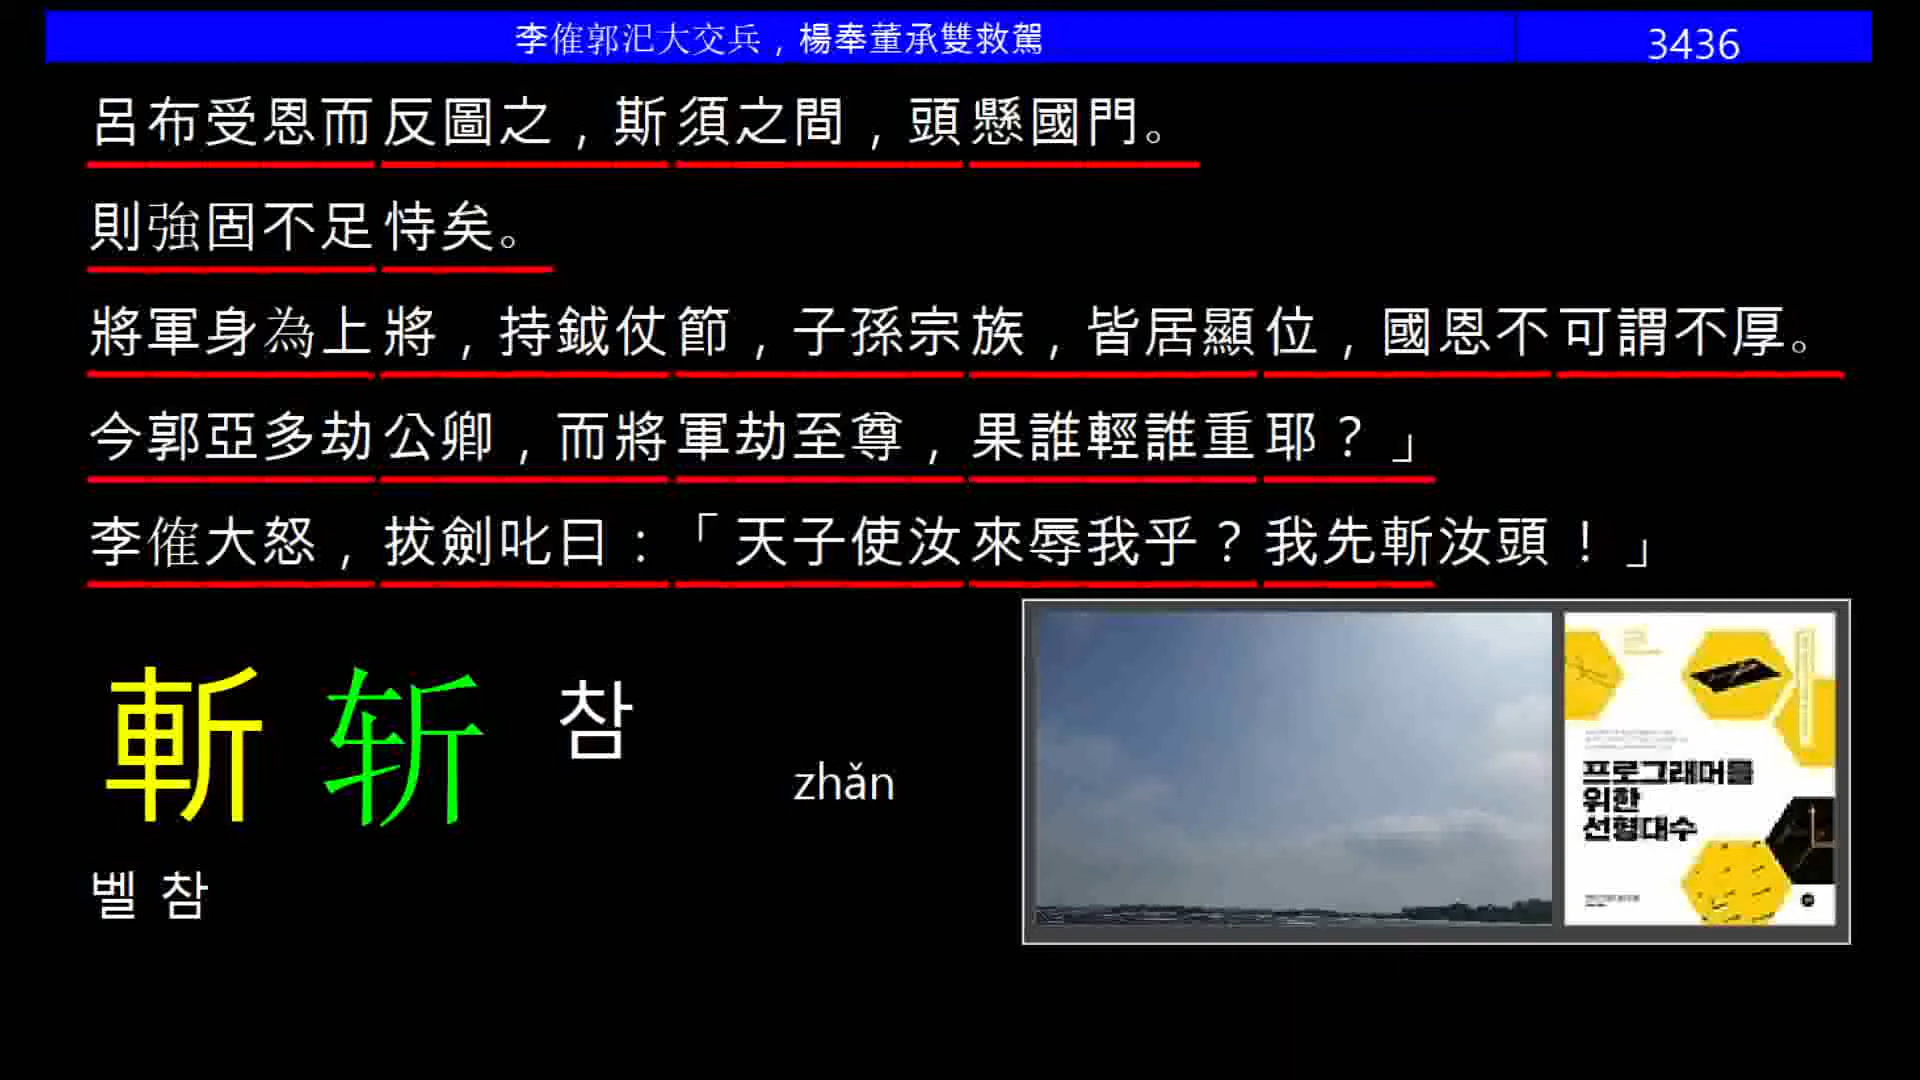 李傕郭汜大交兵，楊奉董承雙救駕
3436
呂布受恩而反圖之，斯須之間，頭懸國門。
則強固不足恃矣。
將軍身為上將，持鉞仗節，子孫宗族，皆居顯位，國恩不可謂不厚。
今郭亞多劫公卿，而將軍劫至尊，果誰輕誰重耶？」
李傕大怒，拔劍叱曰：「天子使汝來辱我乎？我先斬汝頭！」
斬 斩 참
zhǎn
벨 참
프로그래머를
위한
선형대수